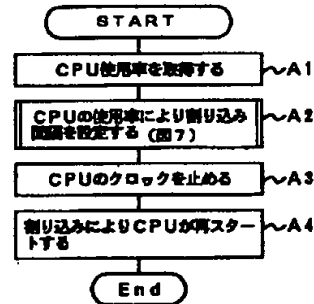 START
CPU使用率を取得する
A1
CPUの使用率により割り込み
間隔を設定する (図7)
A2
CPUのクロックを止める
A3
割り込みによりCPUが再スター
トする
A4
End